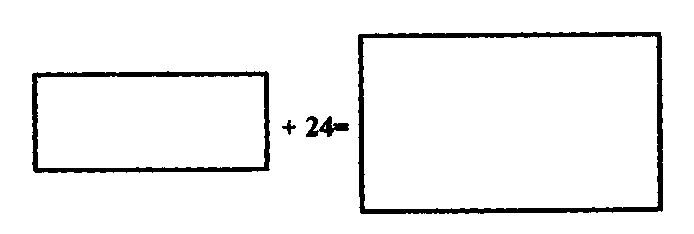 + 24=